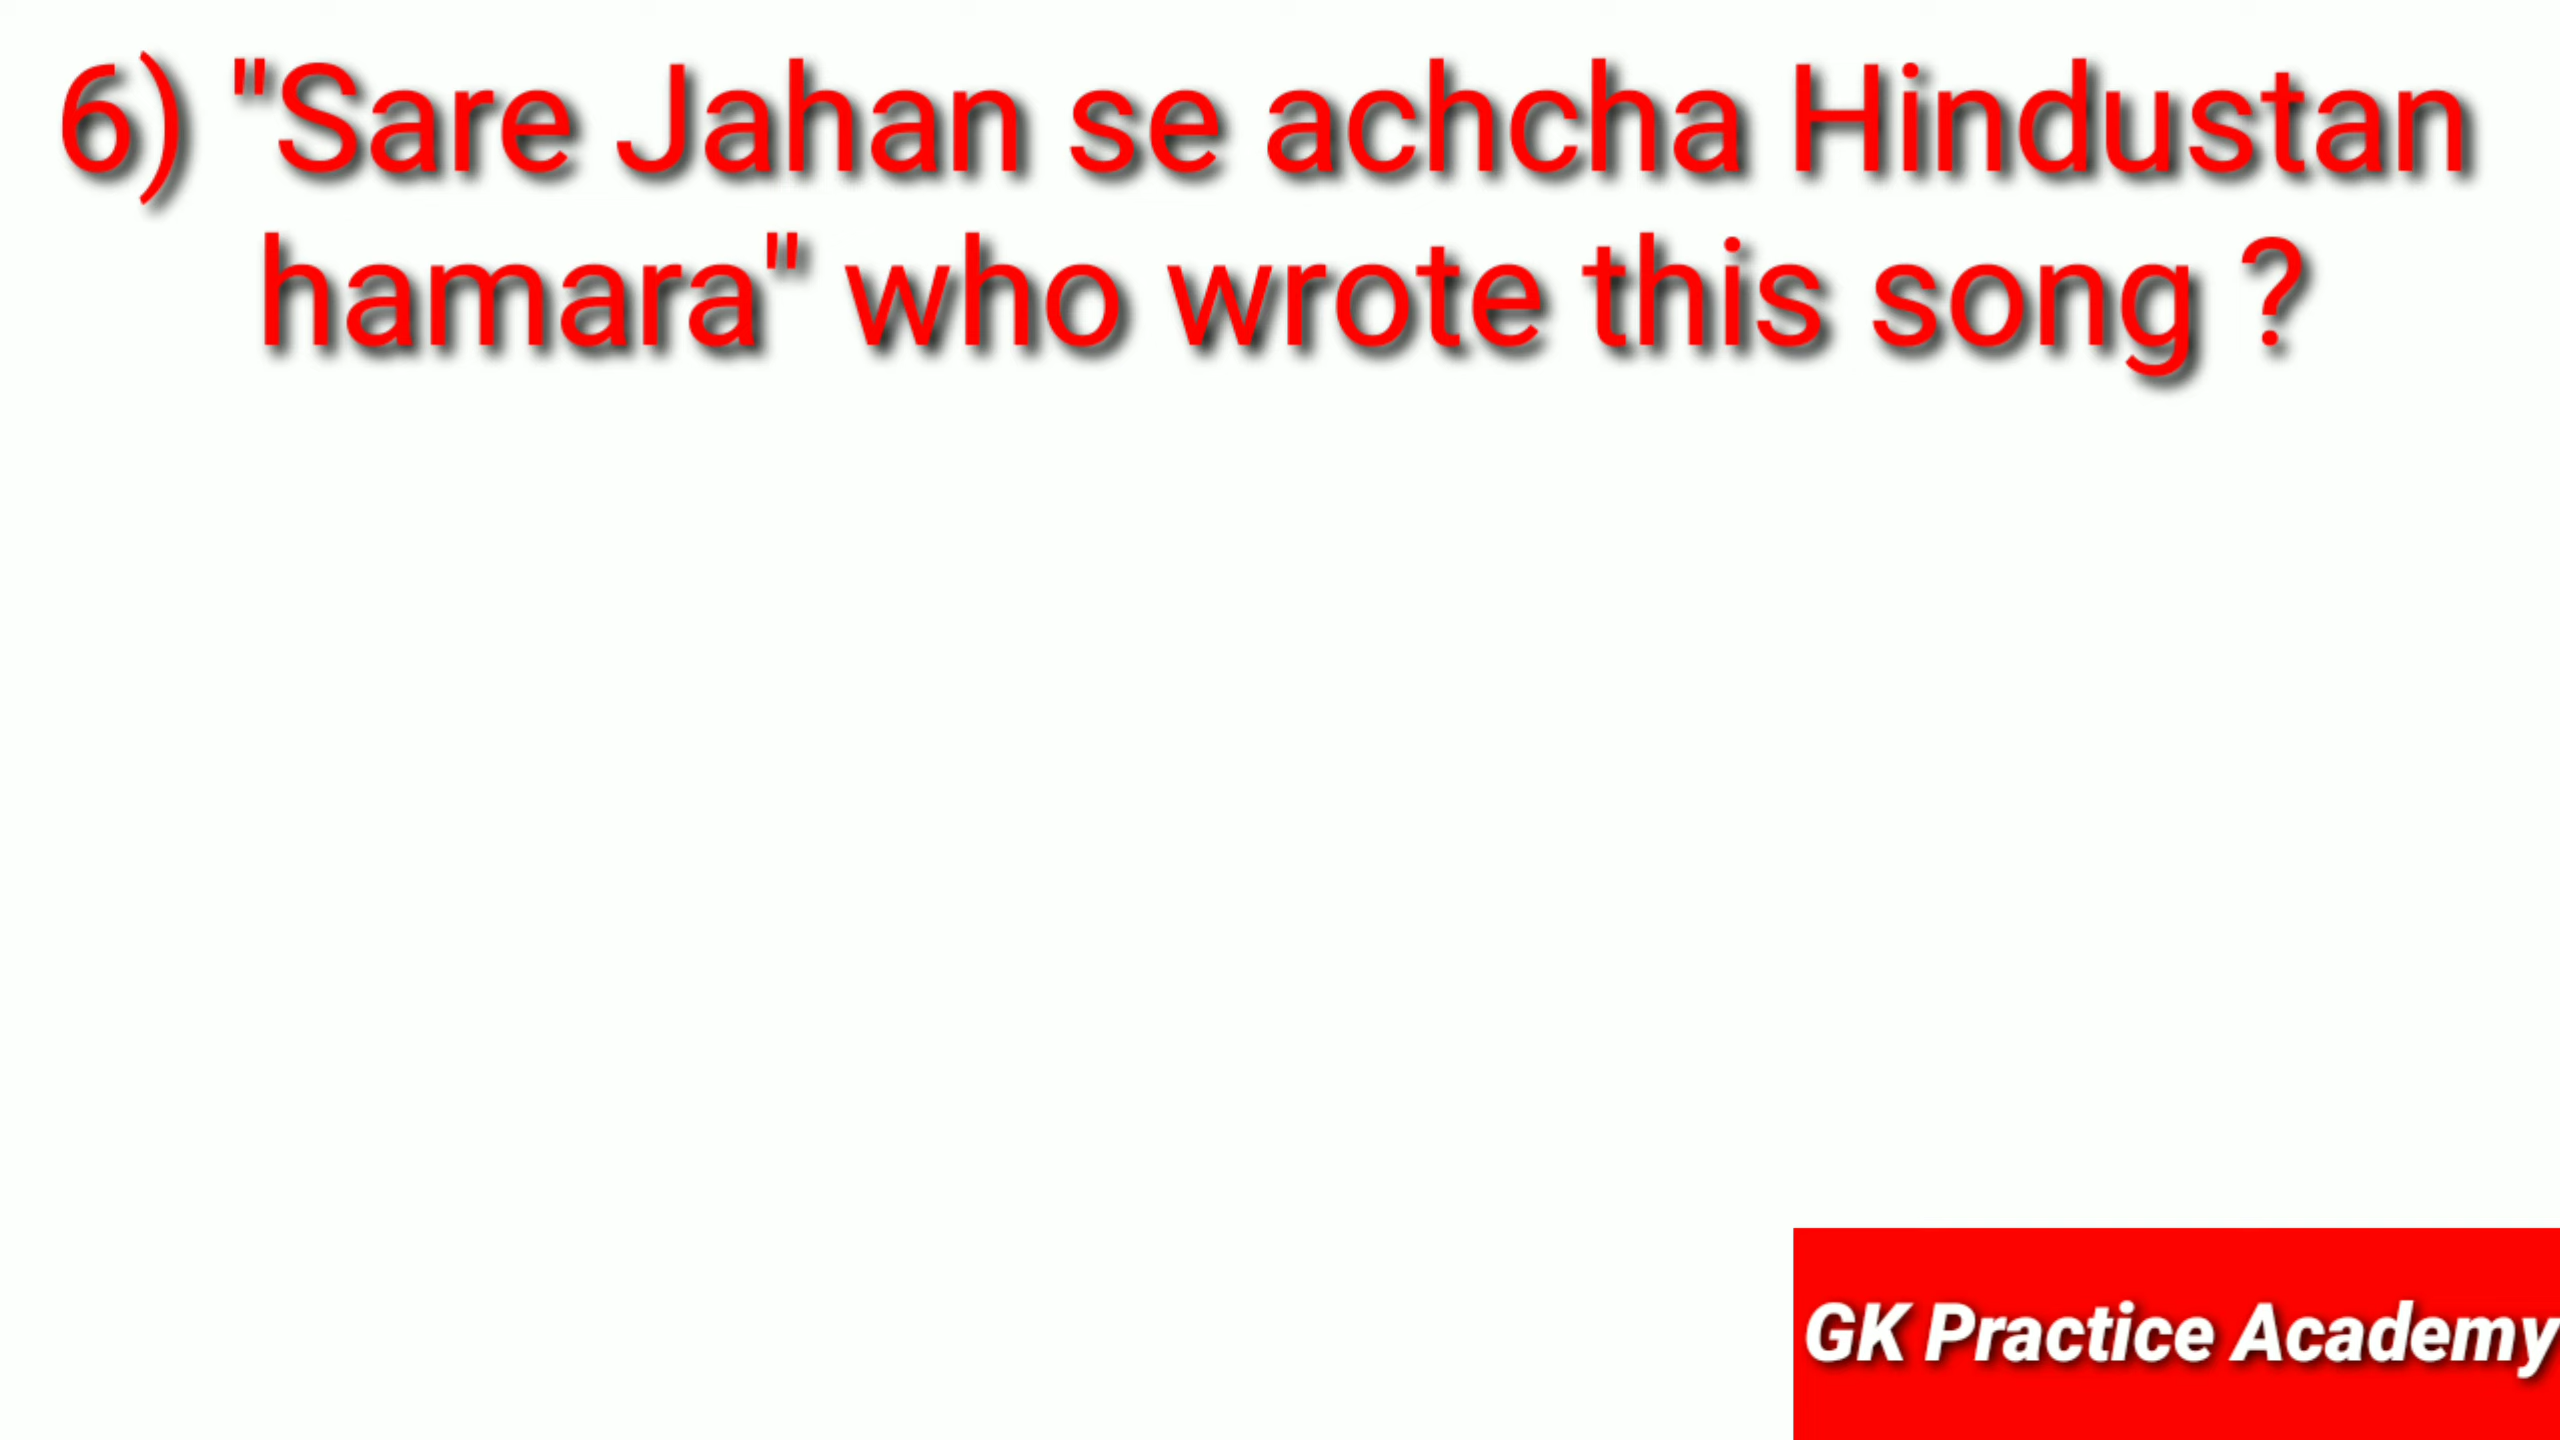 6) "Sare Jahan se achcha Hindustan
hamara" who wrote this song ?
GK Practice Academy